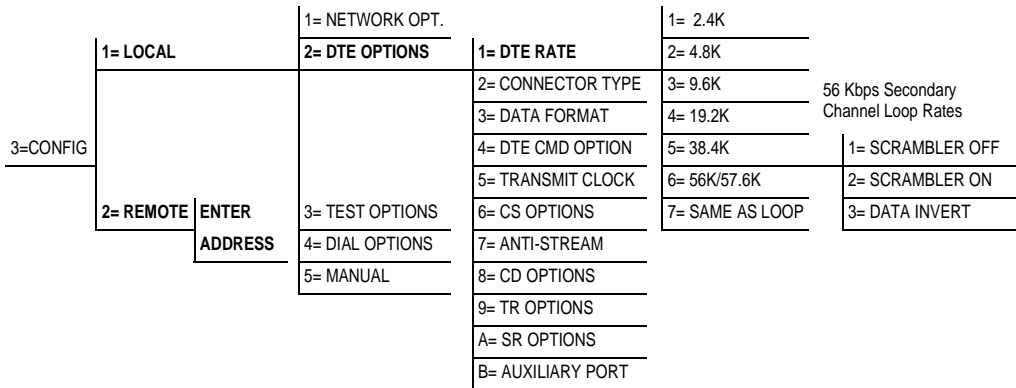 3=CONFIG
1= LOCAL
2= REMOTE
ENTER
ADDRESS
1= NETWORK OPT.
2= DTE OPTIONS
3= TEST OPTIONS
4= DIAL OPTIONS
5= MANUAL
1= DTE RATE
2= CONNECTOR TYPE
3= DATA FORMAT
4= DTE CMD OPTION
5= TRANSMIT CLOCK
6= CS OPTIONS
7= ANTI-STREAM
8= CD OPTIONS
9= TR OPTIONS
A= SR OPTIONS
B= AUXILIARY PORT
1= 2.4K
2= 4.8K
3= 9.6K
4= 19.2K
5= 38.4K
6= 56K/57.6K
7= SAME AS LOOP
56 Kbps Secondary
Channel Loop Rates
1= SCRAMBLER OFF
2= SCRAMBLER ON
3= DATA INVERT